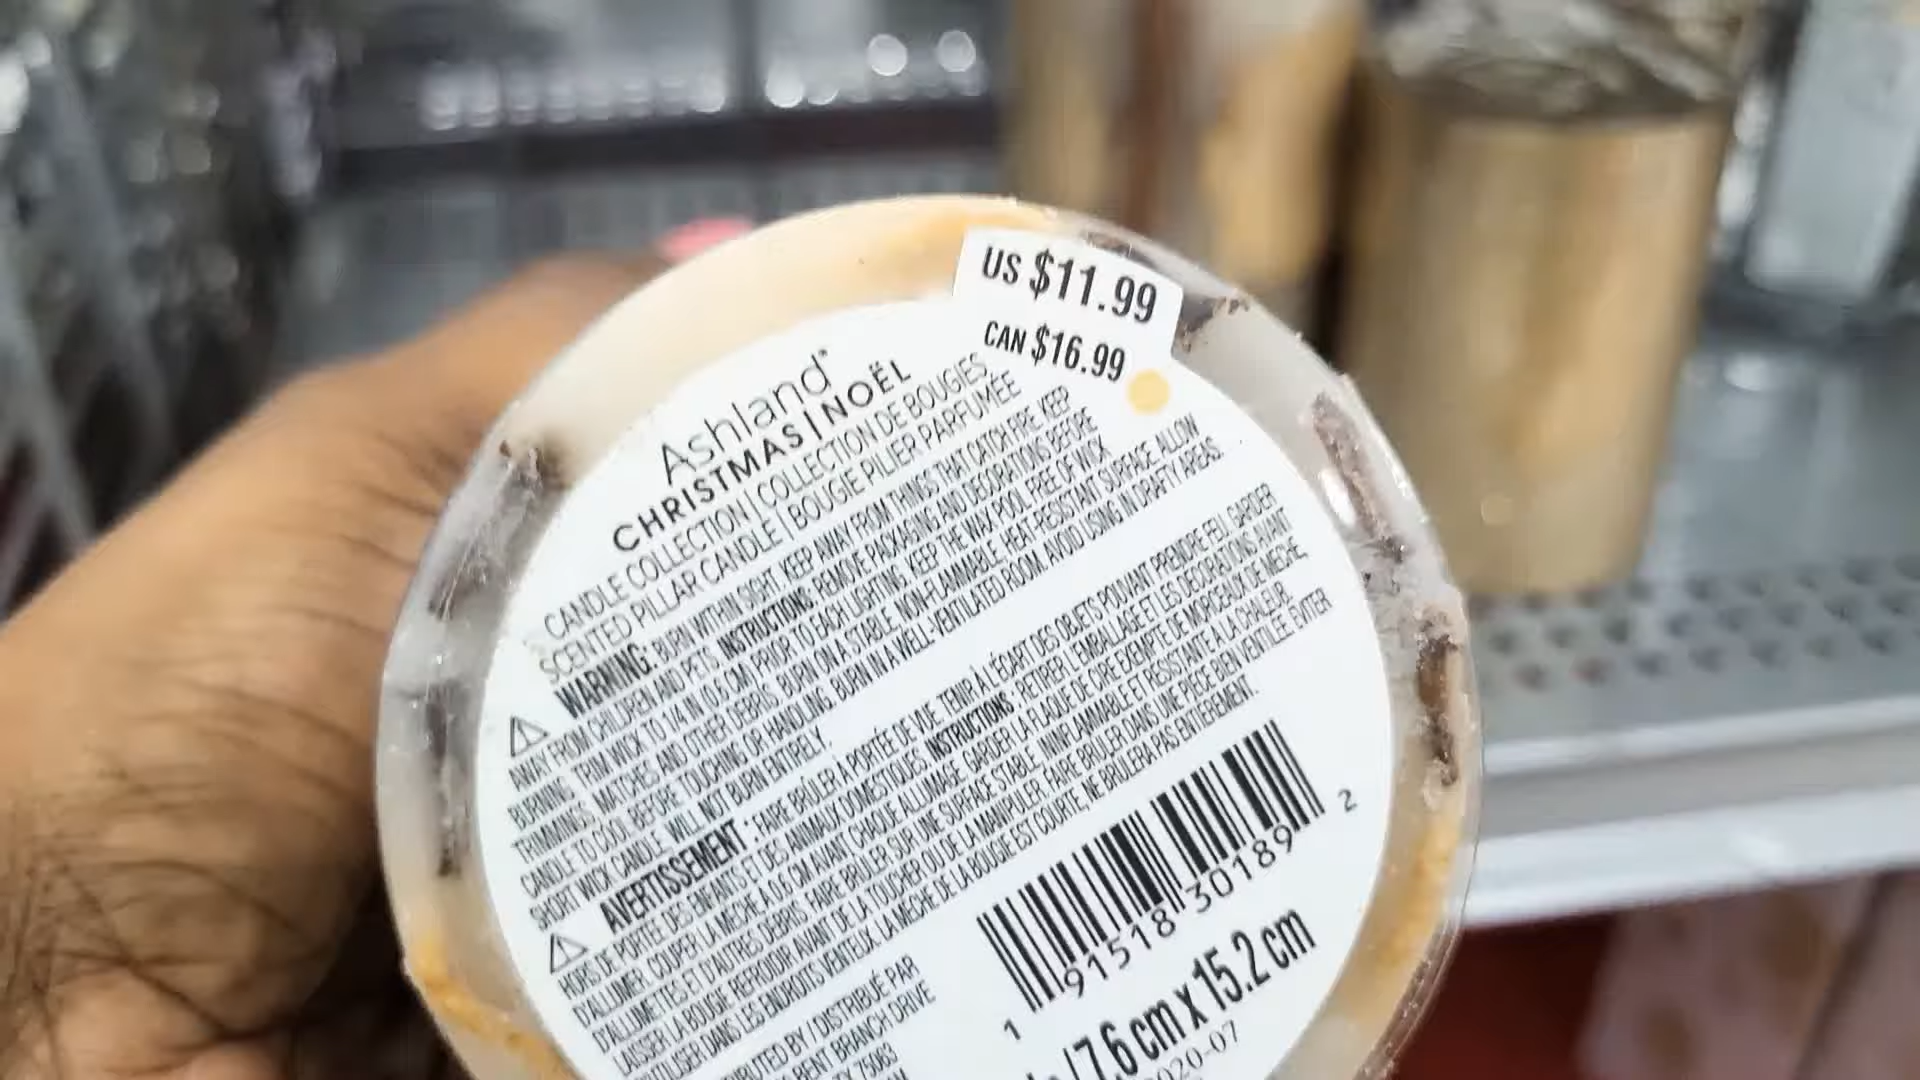 US $11.99
CAN $16.99
Ashland
CHRISTMAS | NOËL
CANDLE COLLECTION | COLLECTION DE BOUGIES
SCENTED PILLAR CANDLE | BOUGIE PILIER PARFUMÉE
WARNING: BURN WITHIN SIGHT. KEEP AWAY FROM THINGS THAT CATCH FIRE. KEEP
AWAY FROM CHILDREN AND PETS. INSTRUCTIONS: REMOVE PACKAGING AND DECORATIONS BEFORE
BURNING. TRIM WICK TO 1/4 IN./0.6 CM PRIOR TO EACH LIGHTING. KEEP THE WAX POOL FREE OF WICK
TRIMMINGS, MATCHES AND OTHER DEBRIS. BURN ON A STABLE, NON-FLAMMABLE, HEAT-RESISTANT SURFACE. ALLOW
CANDLE TO COOL BEFORE TOUCHING OR HANDLING. BURN IN A WELL-VENTILATED ROOM. AVOID USING IN DRAFTY AREAS.
SHORT WICK CANDLE. WILL NOT BURN ENTIRELY.
AVERTISSEMENT : FAIRE BRÛLER À PORTÉE DE VUE. TENIR À L'ÉCART DES OBJETS POUVANT PRENDRE FEU. GARDER
HORS DE PORTÉE DES ENFANTS ET DES ANIMAUX DOMESTIQUES. INSTRUCTIONS : RETIRER L'EMBALLAGE ET LES DÉCORATIONS AVANT
D'ALLUMER. COUPER LA MÈCHE À 0,6 CM AVANT CHAQUE ALLUMAGE. GARDER LA FLAQUE DE CIRE EXEMPTE DE MORCEAUX DE MÈCHE,
D'ALLUMETTES ET D'AUTRES DÉBRIS. FAIRE BRÛLER SUR UNE SURFACE STABLE, ININFLAMMABLE ET RÉSISTANTE À LA CHALEUR.
LAISSER LA BOUGIE REFROIDIR AVANT DE LA TOUCHER OU DE LA MANIPULER. FAIRE BRÛLER DANS UNE PIÈCE BIEN VENTILÉE. ÉVITER
D'UTILISER DANS LES ENDROITS VENTEUX. LA MÈCHE DE LA BOUGIE EST COURTE, NE BRÛLERA PAS ENTIÈREMENT.
1 91518 30189 2
BY / DISTRIBUÉ PAR
BENT BRANCH DRIVE
75063
/ 7,6 cm x 15.2 cm
2020-07